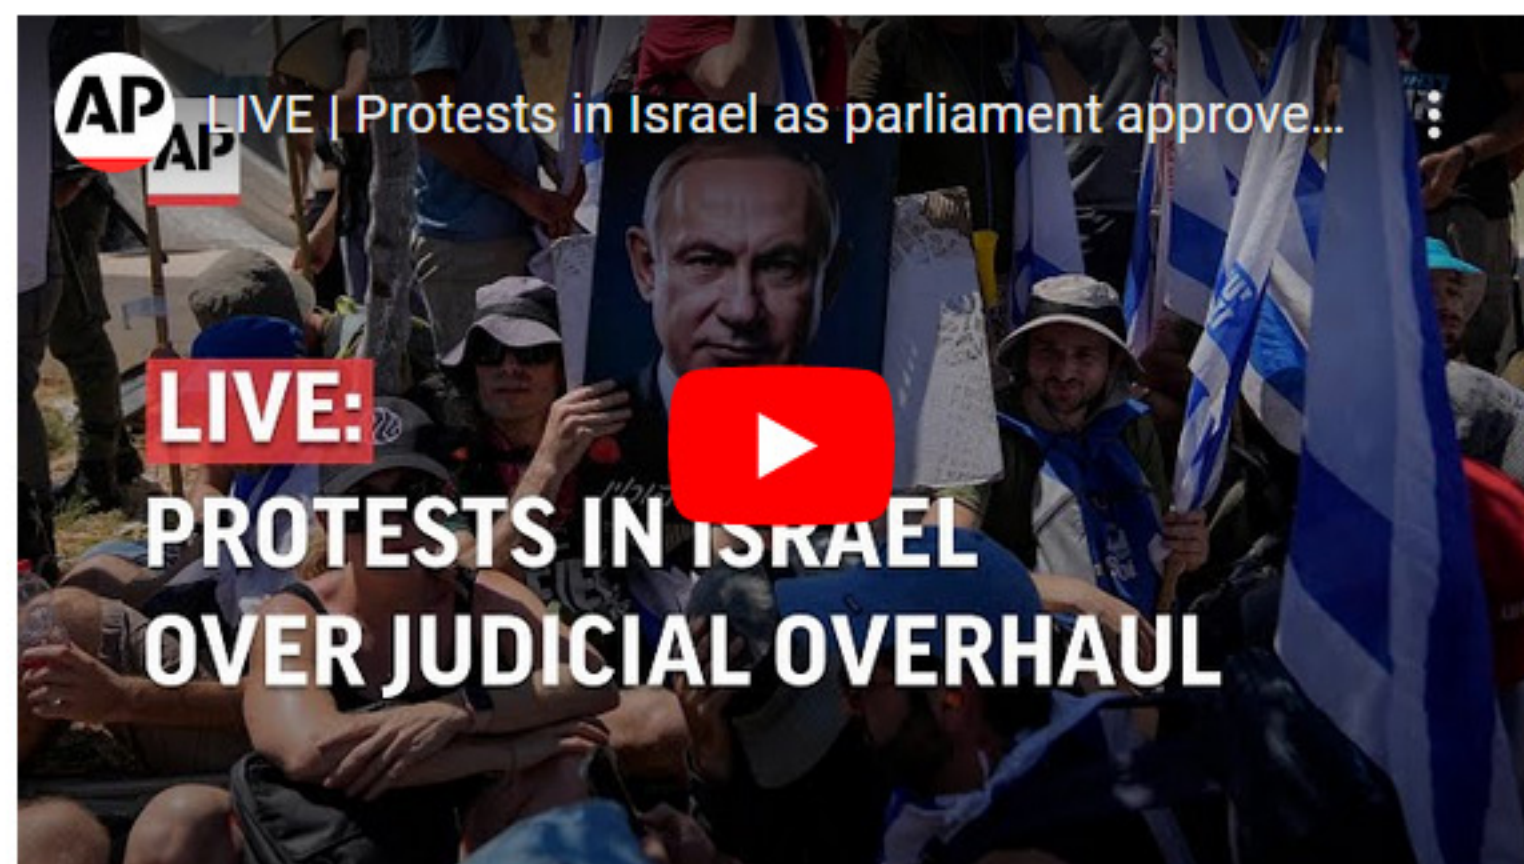 AP
LIVE | Protests in Israel as parliament approve...
AP
LIVE:
PROTESTS IN ISRAEL
OVER JUDICIAL OVERHAUL